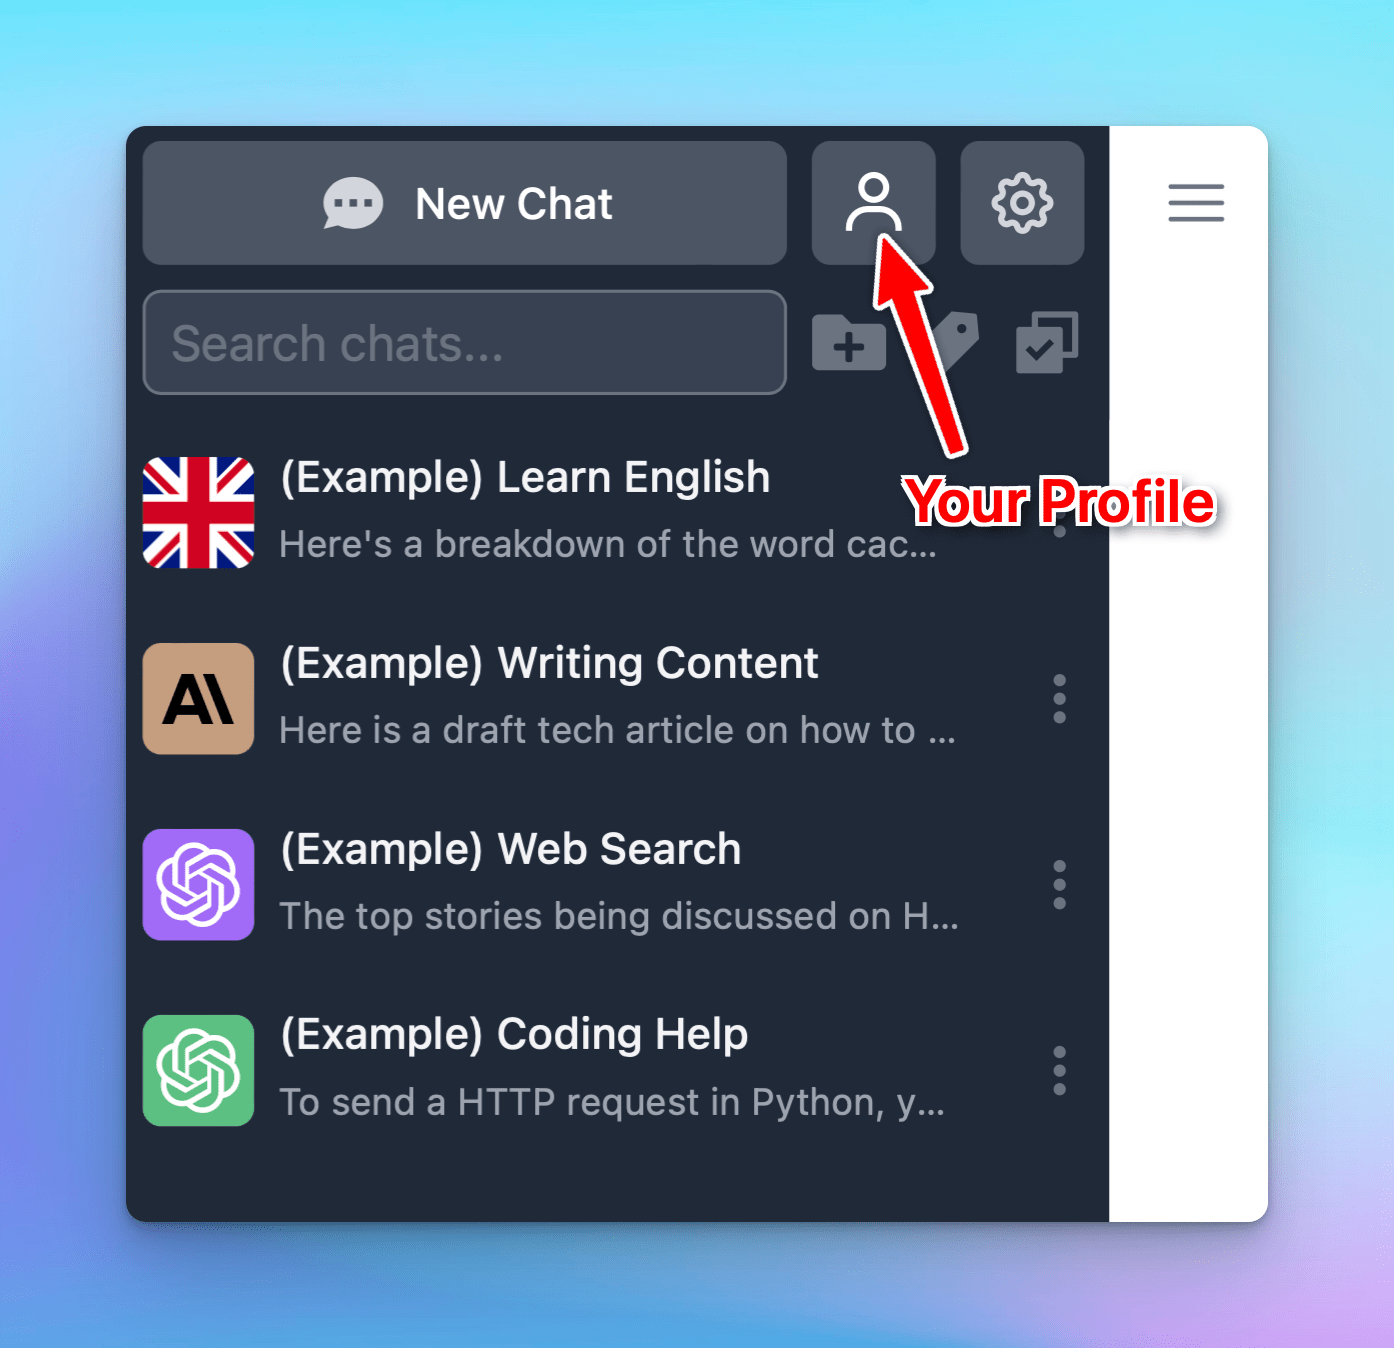 New Chat
Search chats...
(Example) Learn English
Your Profile
Here's a breakdown of the word cac...
(Example) Writing Content
Here is a draft tech article on how to ...
(Example) Web Search
The top stories being discussed on H...
(Example) Coding Help
To send a HTTP request in Python, y...